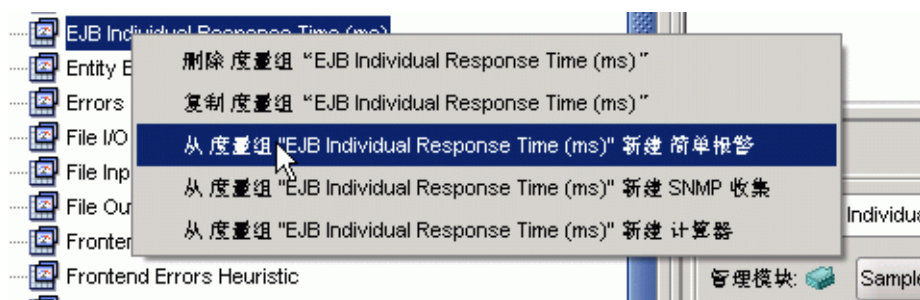 EJB Individual Response Time (ms)
删除 度量组 “EJB Individual Response Time (ms)”
Entity E
复制 度量组 “EJB Individual Response Time (ms)”
Errors
从 度量组 "EJB Individual Response Time (ms)" 新建 简单报警
File I/O
File Inp
从 度量组 "EJB Individual Response Time (ms)" 新建 SNMP 收集
File Ou
Individua
从 度量组 "EJB Individual Response Time (ms)" 新建 计算器
Fronter
Frontend Errors Heuristic
管理模块:
Sample